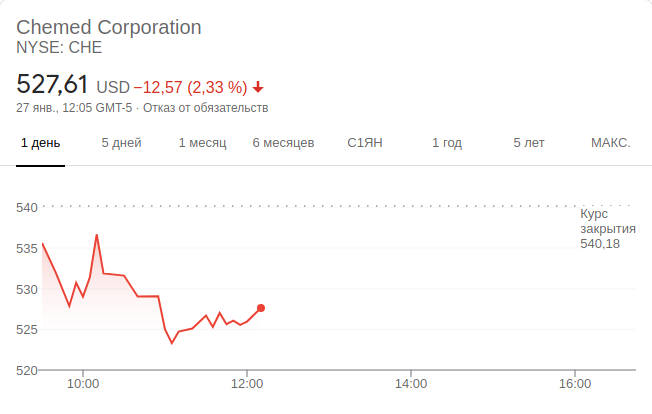 Chemed Corporation
NYSE: CHE
527,61 USD −12,57 (2,33 %)
27 янв., 12:05 GMT-5 · Отказ от обязательств
1 день 5 дней 1 месяц 6 месяцев С1ЯН 1 год 5 лет МАКС.
540
Курс
закрытия
540,18
535
530
525
520
10:00 12:00 14:00 16:00